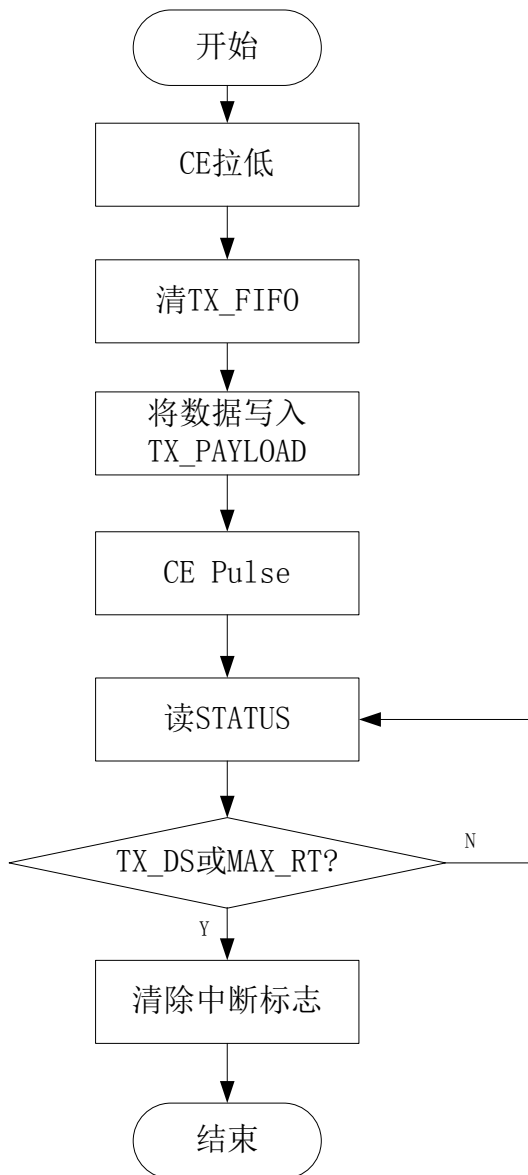 开始
CE拉低
清TX_FIFO
将数据写入
TX_PAYLOAD
CE Pulse
读STATUS
TX_DS或MAX_RT?
N
Y
清除中断标志
结束